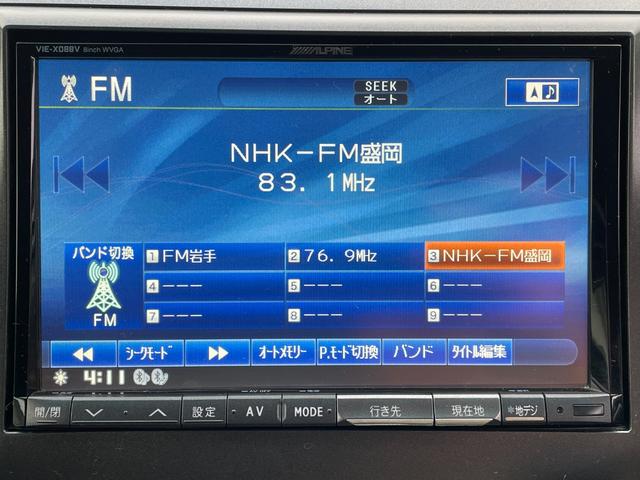 VIE-X088V 8inch WVGA
ALPINE
FM
SEEK
オート
NHK-FM盛岡
83.1MHz
バンド切換
FM
1 FM岩手
2 76.9MHz
3 NHK-FM盛岡
4 ---
5 ---
6 ---
7 ---
8 ---
9 ---
シークモード
オートメモリー
P.モード切換
バンド
タイトル編集
4:11
開/閉
設定
AV
MODE
行き先
現在地
*地デジ